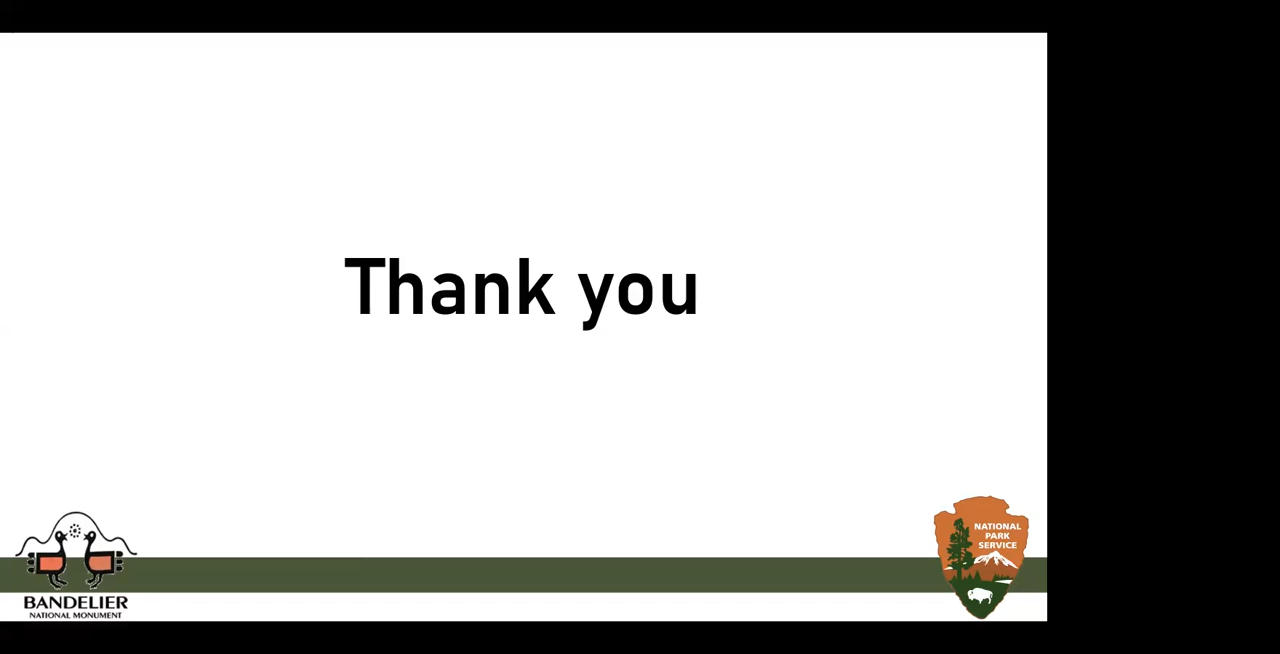 Thank you
BANDELIER
NATIONAL MONUMENT
NATIONAL
PARK
SERVICE